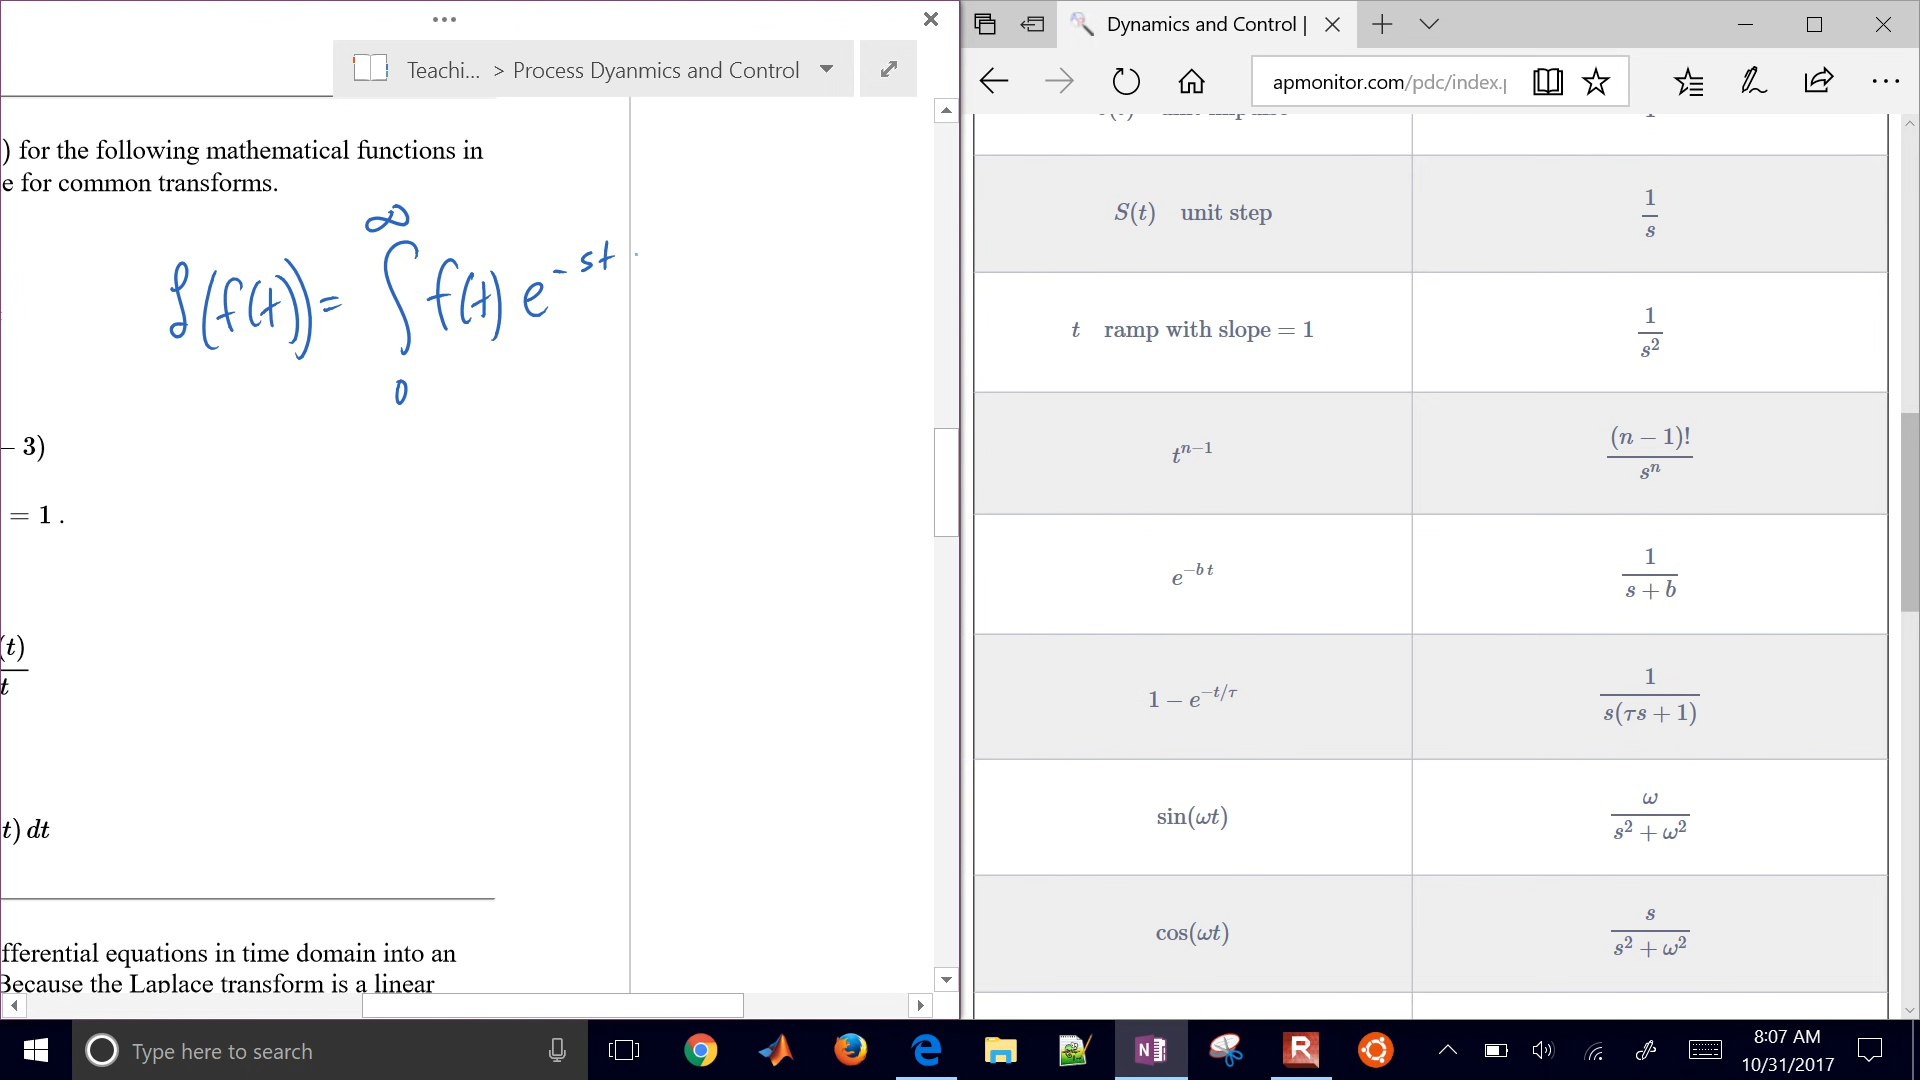 Teachi... > Process Dyanmics and Control
) for the following mathematical functions in
e for common transforms.
ℒ(f(t)) = ∫₀^∞ f(t) e^{-st}
− 3)
= 1 .
(t)
t
t) dt
fferential equations in time domain into an
Because the Laplace transform is a linear
Dynamics and Control |
apmonitor.com/pdc/index.p
S(t) unit step
1/s
t ramp with slope = 1
1/s²
t^{n−1}
(n − 1)!/s^n
e^{−b t}
1/(s + b)
1 − e^{−t/τ}
1/(s(τs + 1))
sin(ωt)
ω/(s² + ω²)
cos(ωt)
s/(s² + ω²)
Type here to search
8:07 AM
10/31/2017